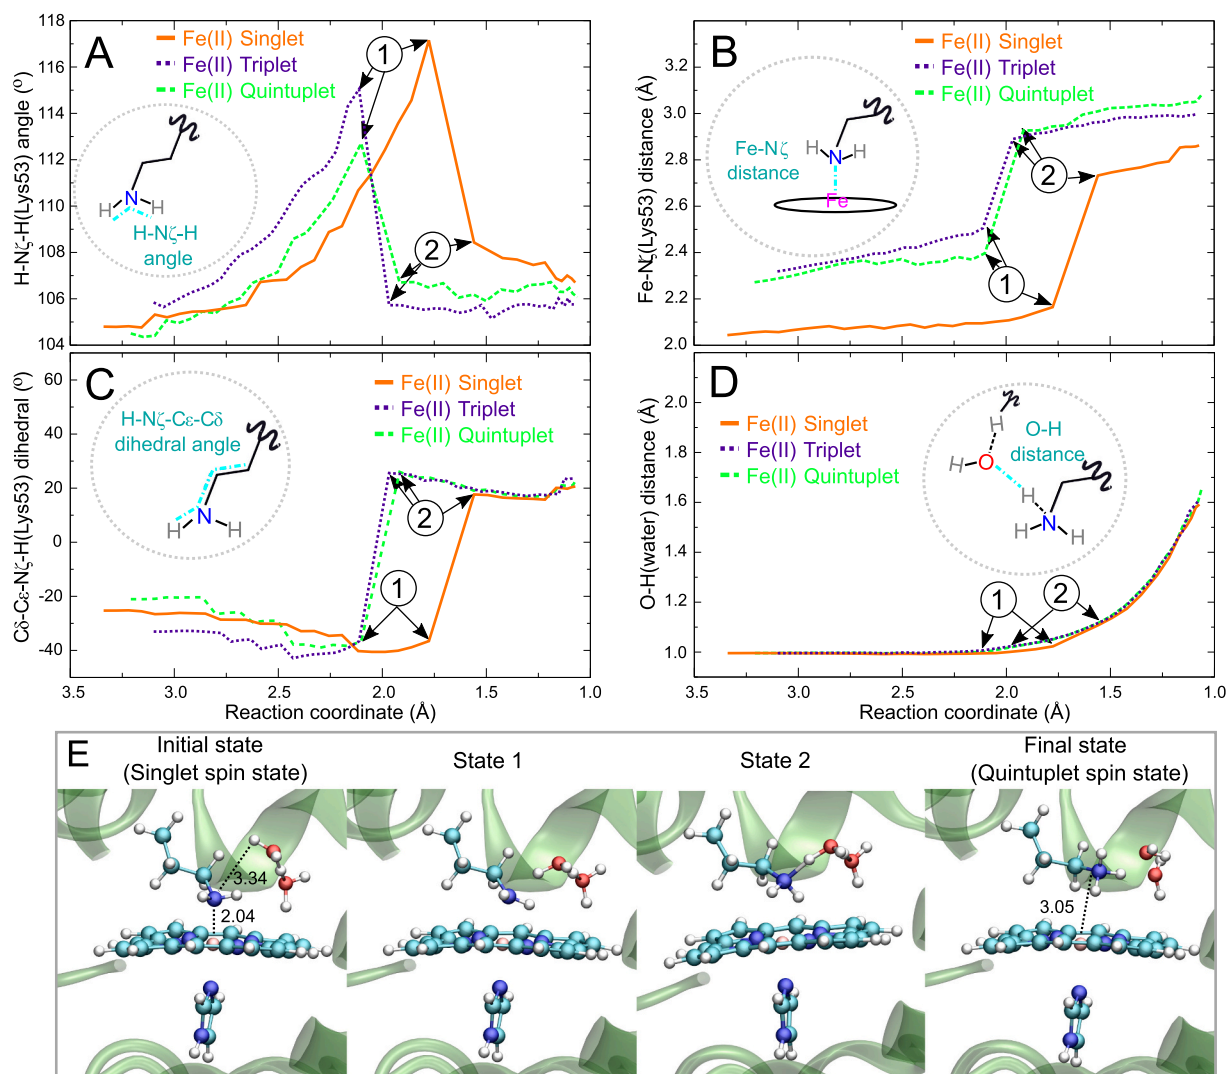 A
Fe(II) Singlet
Fe(II) Triplet
Fe(II) Quintuplet
H-Nζ-H(Lys53) angle (º)
118
116
114
112
110
108
106
104
1
2
N
H
H
H-Nζ-H
angle
B
Fe(II) Singlet
Fe(II) Triplet
Fe(II) Quintuplet
Fe-Nζ(Lys53) distance (Å)
3.2
3.0
2.8
2.6
2.4
2.2
2.0
Fe-Nζ
distance
H
N
H
Fe
2
1
C
Fe(II) Singlet
Fe(II) Triplet
Fe(II) Quintuplet
Cδ-Cε-Nζ-H(Lys53) dihedral (º)
60
40
20
0
-20
-40
H-Nζ-Cε-Cδ
dihedral angle
N
H
H
2
1
3.5
3.0
2.5
2.0
1.5
1.0
Reaction coordinate (Å)
D
Fe(II) Singlet
Fe(II) Triplet
Fe(II) Quintuplet
O-H(water) distance (Å)
2.0
1.8
1.6
1.4
1.2
1.0
H
H
O
O-H
distance
H
N
H
H
1
2
3.5
3.0
2.5
2.0
1.5
1.0
Reaction coordinate (Å)
E
Initial state
(Singlet spin state)
State 1
State 2
Final state
(Quintuplet spin state)
3.34
2.04
3.05